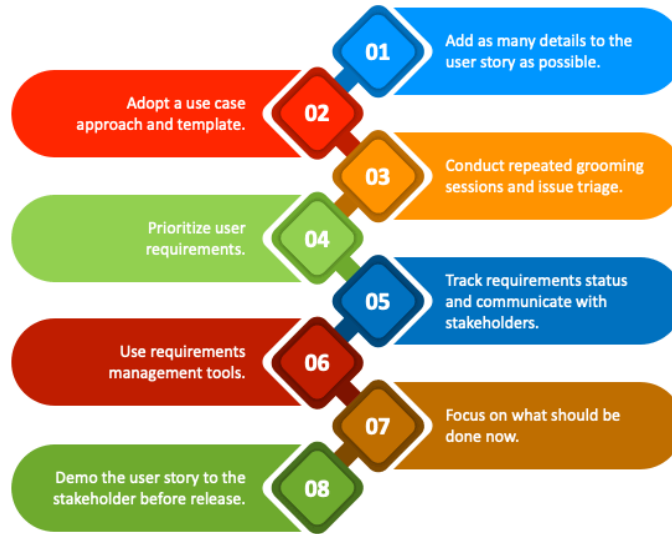 01
Add as many details to the
user story as possible.
02
Adopt a use case
approach and template.
03
Conduct repeated grooming
sessions and issue triage.
04
Prioritize user
requirements.
05
Track requirements status
and communicate with
stakeholders.
06
Use requirements
management tools.
07
Focus on what should be
done now.
08
Demo the user story to the
stakeholder before release.